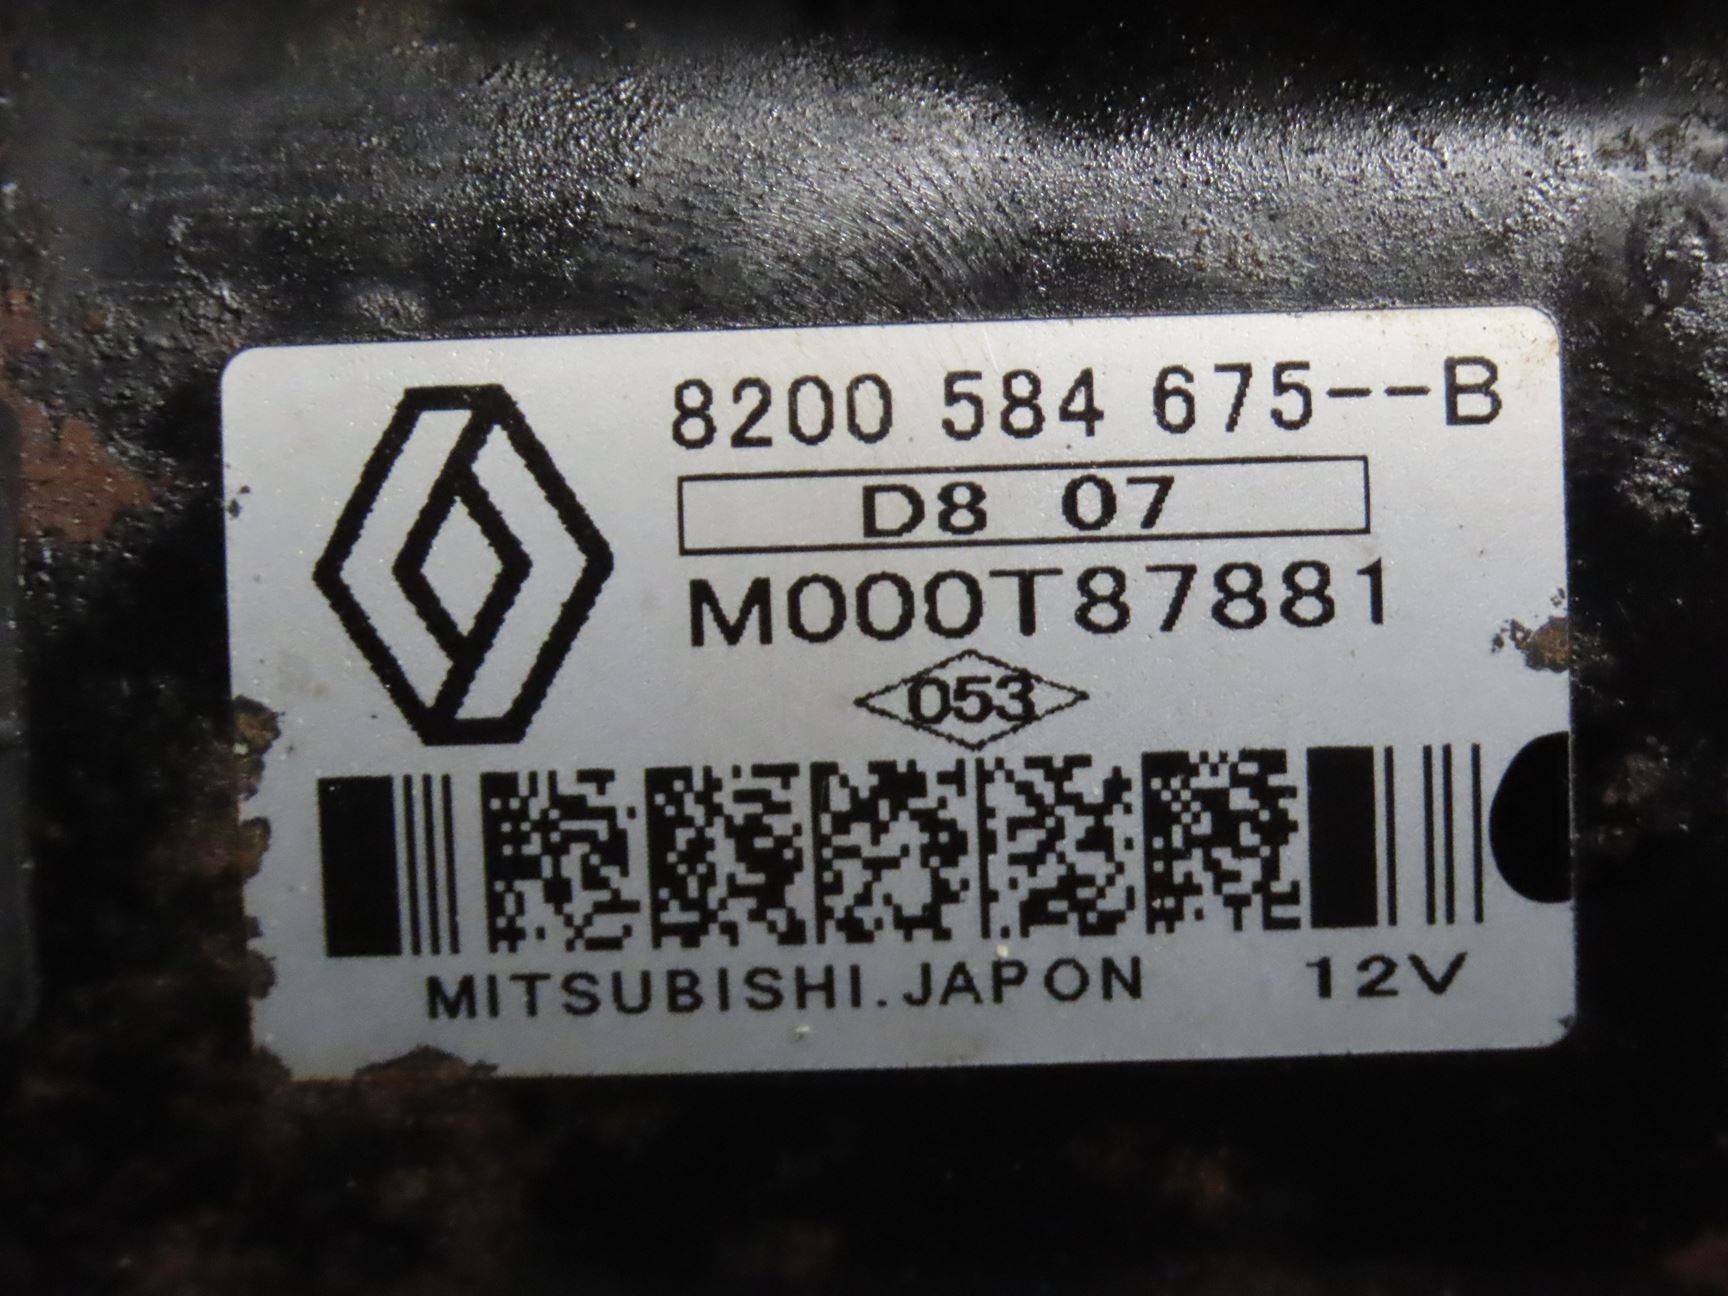 8200 584 675--B
D8 07
M000T87881
053
MITSUBISHI.JAPON 12V